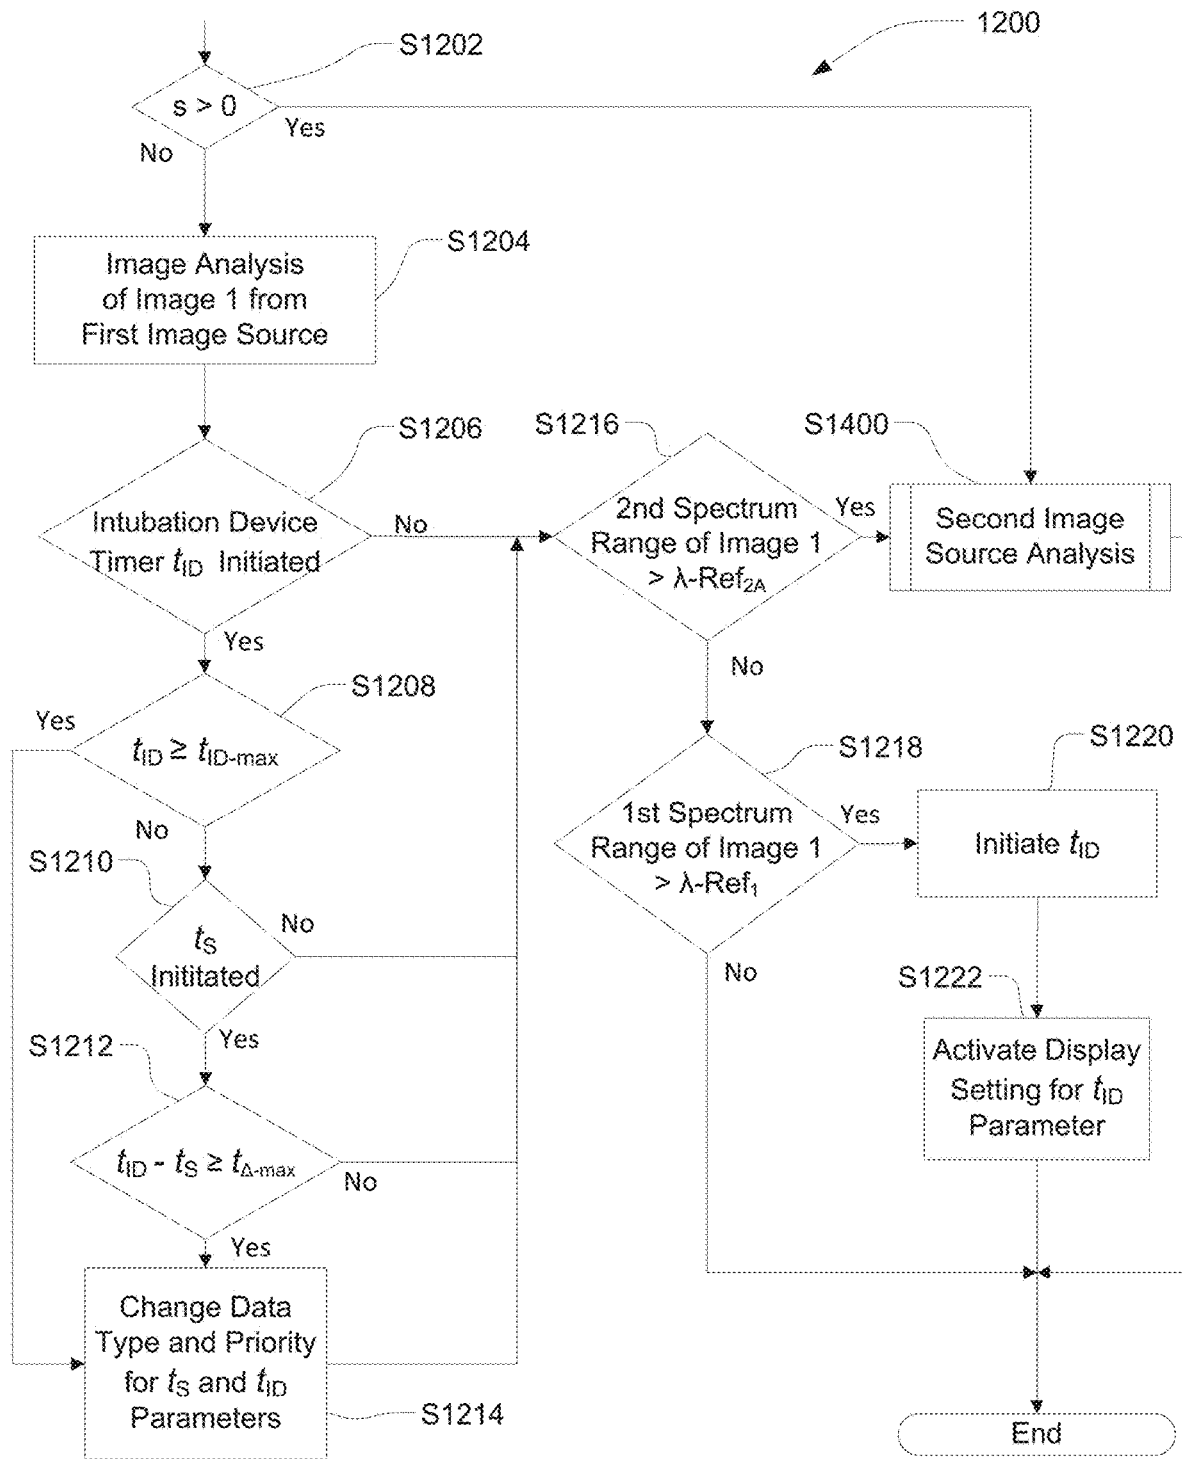 1200
S1202
s > 0
Yes
No
S1204
Image Analysis
of Image 1 from
First Image Source
S1206
Intubation Device
Timer tID Initiated
No
Yes
S1216
2nd Spectrum
Range of Image 1
> λ-Ref2A
Yes
No
S1400
Second Image
Source Analysis
S1208
Yes
tID ≥ tID-max
No
S1210
tS
Inititated
No
Yes
S1212
tID - tS ≥ tΔ-max
No
Yes
Change Data
Type and Priority
for tS and tID
Parameters
S1214
S1218
1st Spectrum
Range of Image 1
> λ-Ref1
Yes
No
S1220
Initiate tID
S1222
Activate Display
Setting for tID
Parameter
End